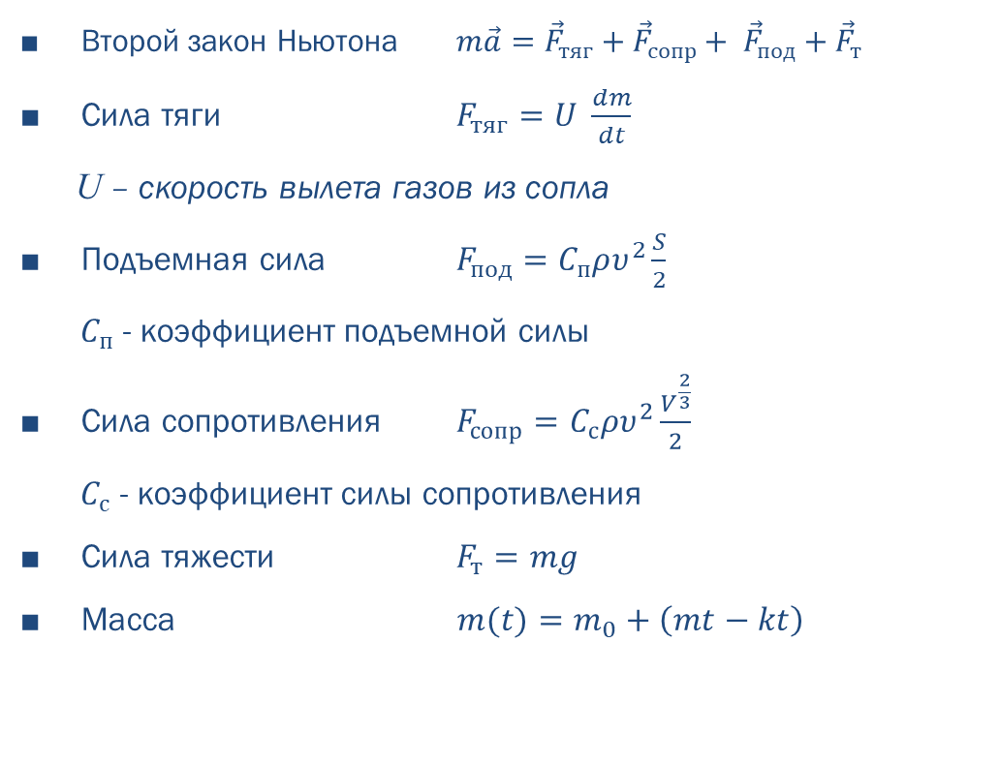 ■ Второй закон Ньютона $m\vec{a} = \vec{F}_{тяг} + \vec{F}_{сопр} + \vec{F}_{под} + \vec{F}_{т}$
■ Сила тяги $F_{тяг} = U \frac{dm}{dt}$
U – скорость вылета газов из сопла
■ Подъемная сила $F_{под} = C_{п}\rho\upsilon^2\frac{S}{2}$
$C_{п}$ - коэффициент подъемной силы
■ Сила сопротивления $F_{сопр} = C_{с}\rho\upsilon^2\frac{V^{\frac{2}{3}}}{2}$
$C_{с}$ - коэффициент силы сопротивления
■ Сила тяжести $F_{т} = mg$
■ Масса $m(t) = m_0 + (mt - kt)$